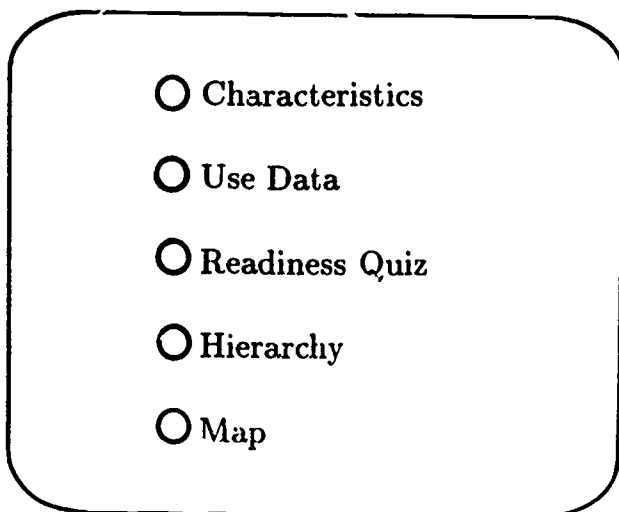 Characteristics
Use Data
Readiness Quiz
Hierarchy
Map